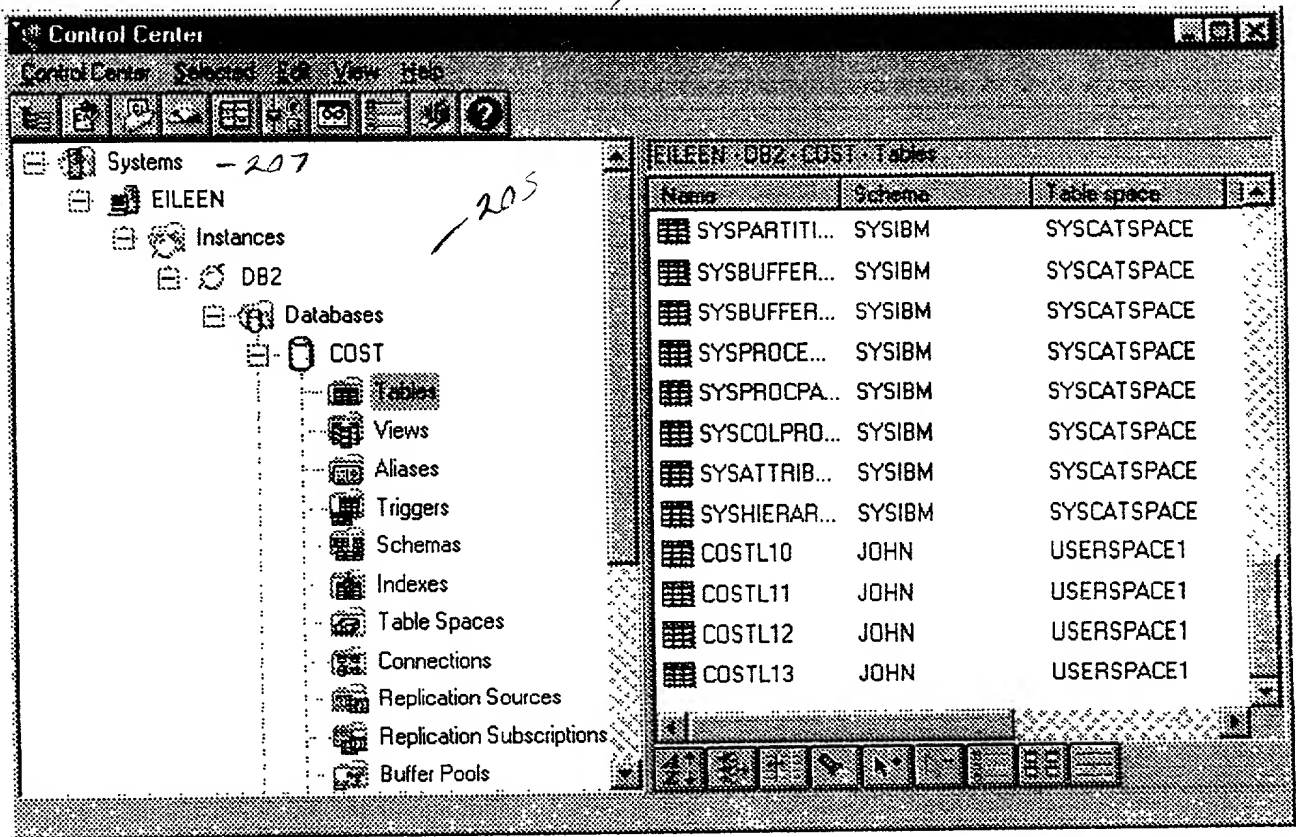 Control Center
Control Center Selected Edit View Help
Systems - 207
205
EILEEN
Instances
DB2
Databases
COST
Tables
Views
Aliases
Triggers
Schemas
Indexes
Table Spaces
Connections
Replication Sources
Replication Subscriptions
Buffer Pools
EILEEN - DB2 - COST - Tables
Name Schema Table space
SYSPARTITI... SYSIBM SYSCATSPACE
SYSBUFFER... SYSIBM SYSCATSPACE
SYSBUFFER... SYSIBM SYSCATSPACE
SYSPROCE... SYSIBM SYSCATSPACE
SYSPROCPA... SYSIBM SYSCATSPACE
SYSCOLPRO... SYSIBM SYSCATSPACE
SYSATTRIB... SYSIBM SYSCATSPACE
SYSHIERAR... SYSIBM SYSCATSPACE
COSTL10 JOHN USERSPACE1
COSTL11 JOHN USERSPACE1
COSTL12 JOHN USERSPACE1
COSTL13 JOHN USERSPACE1